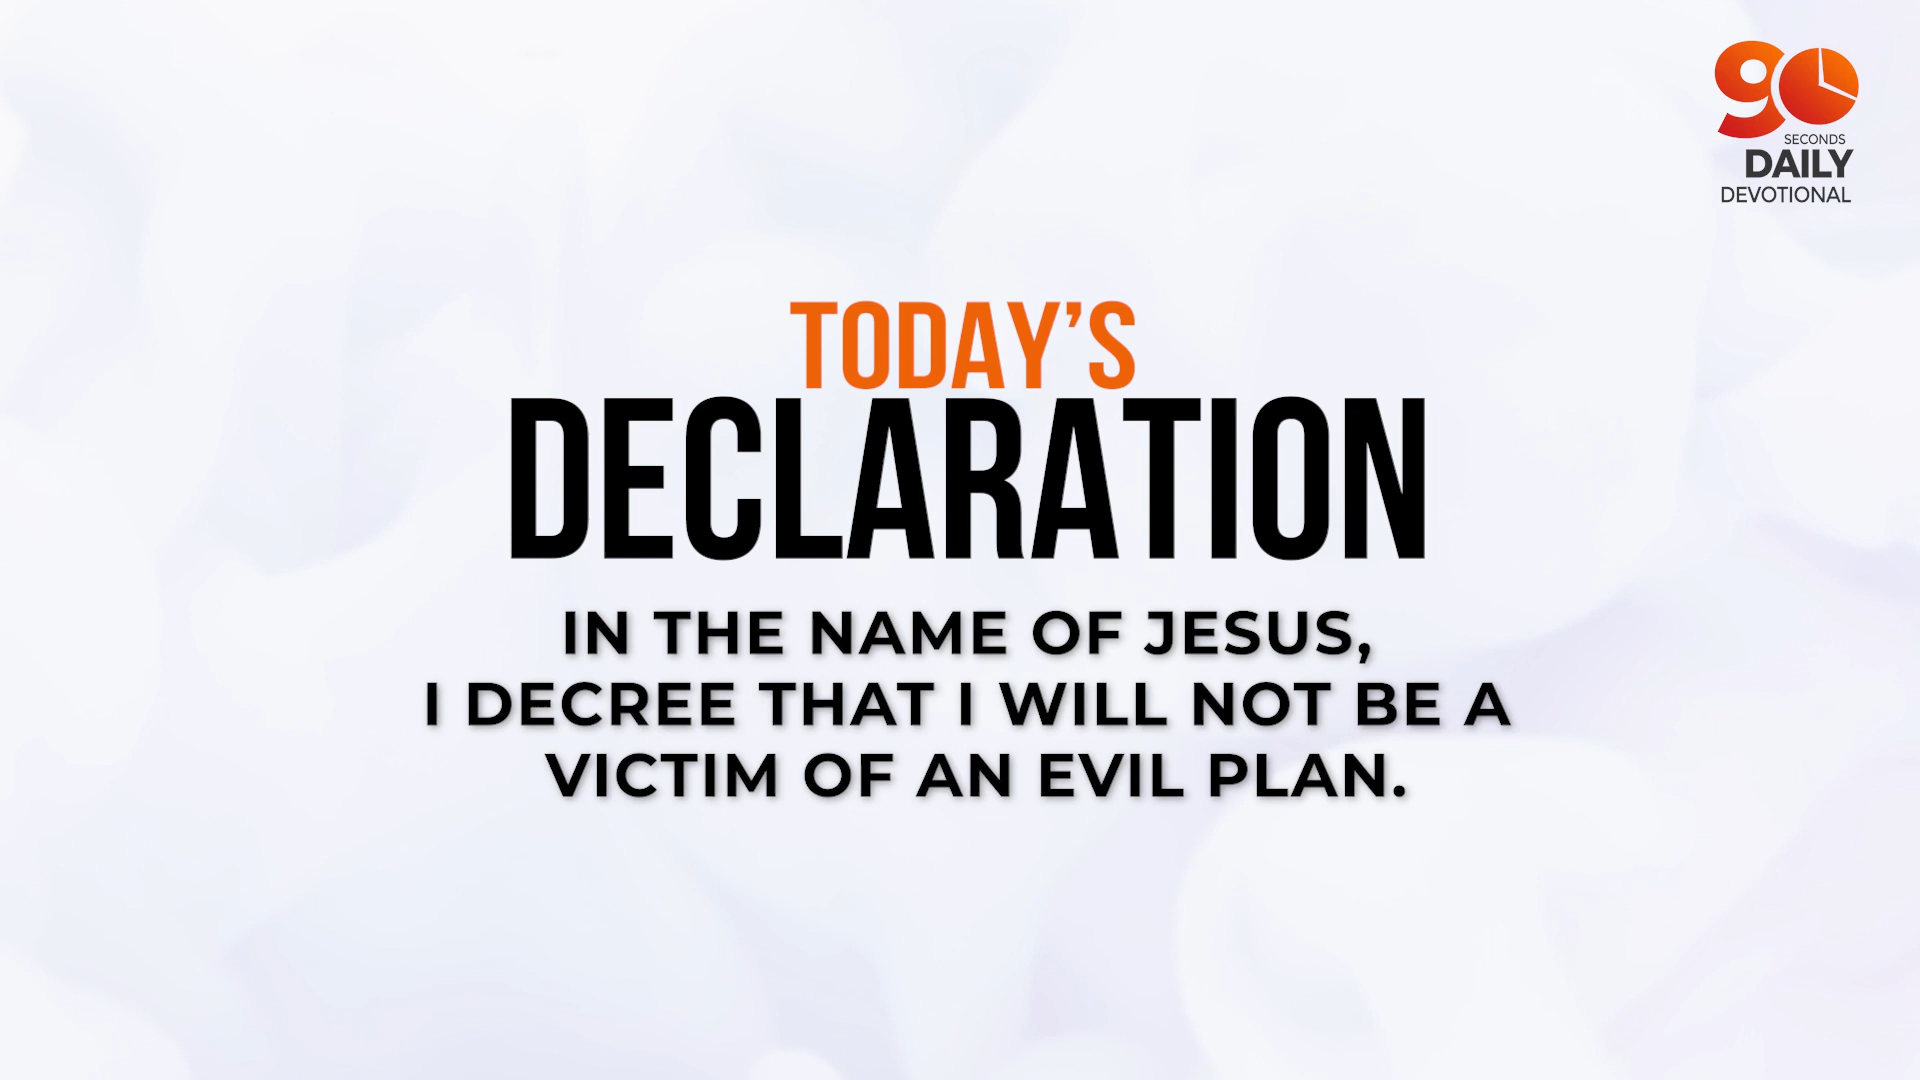 90
SECONDS
DAILY
DEVOTIONAL
TODAY’S
DECLARATION
IN THE NAME OF JESUS,
I DECREE THAT I WILL NOT BE A
VICTIM OF AN EVIL PLAN.